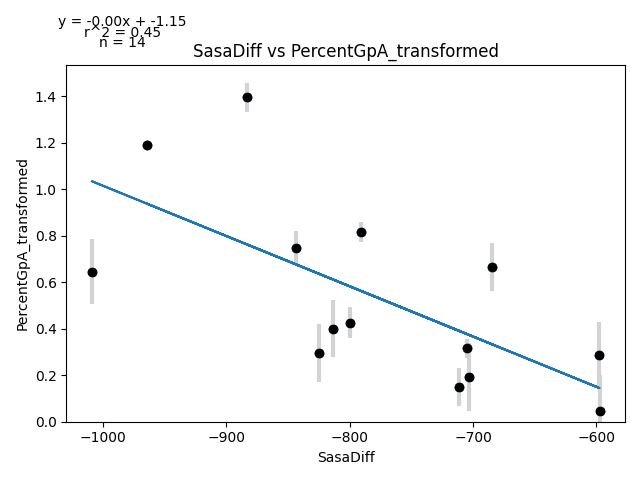 y = -0.00x + -1.15
r^2 = 0.45
n = 14
SasaDiff vs PercentGpA_transformed
PercentGpA_transformed
1.4
1.2
1.0
0.8
0.6
0.4
0.2
0.0
−1000 −900 −800 −700 −600
SasaDiff